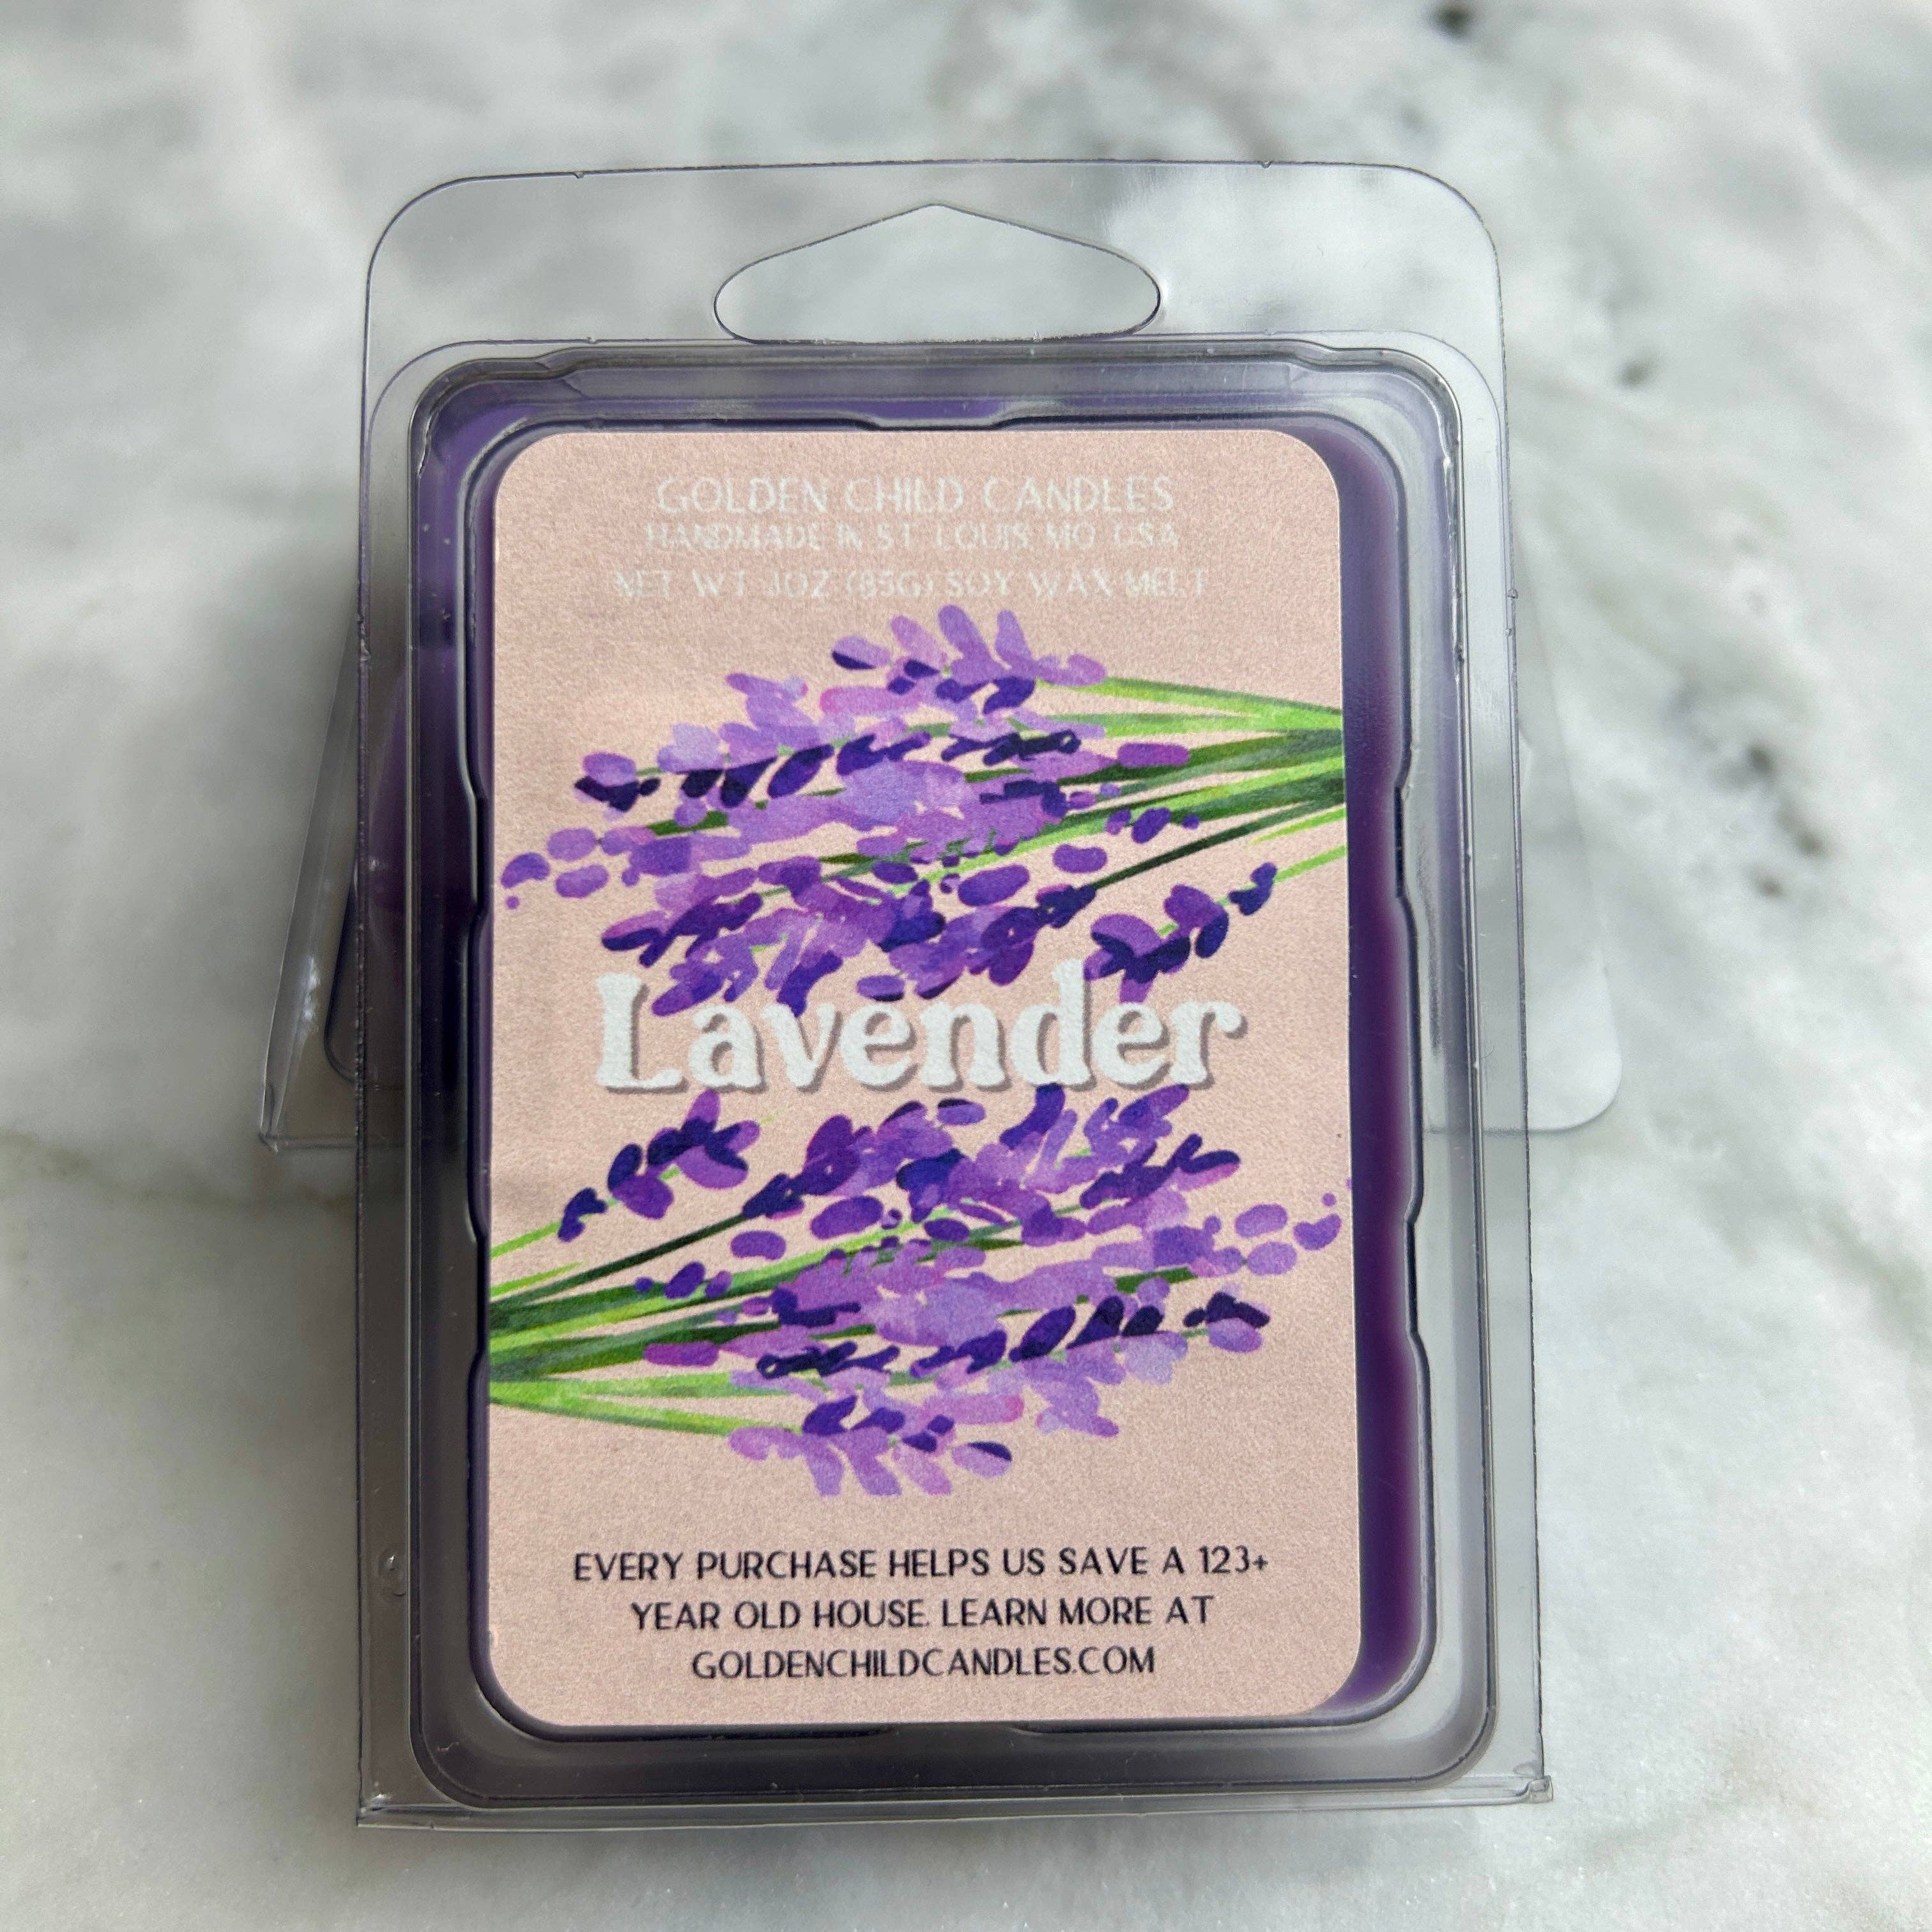 GOLDEN CHILD CANDLES
HANDMADE IN ST. LOUIS, MO USA
NET WT 3OZ (85G) SOY WAX MELT
Lavender
EVERY PURCHASE HELPS US SAVE A 123+
YEAR OLD HOUSE. LEARN MORE AT
GOLDENCHILDCANDLES.COM